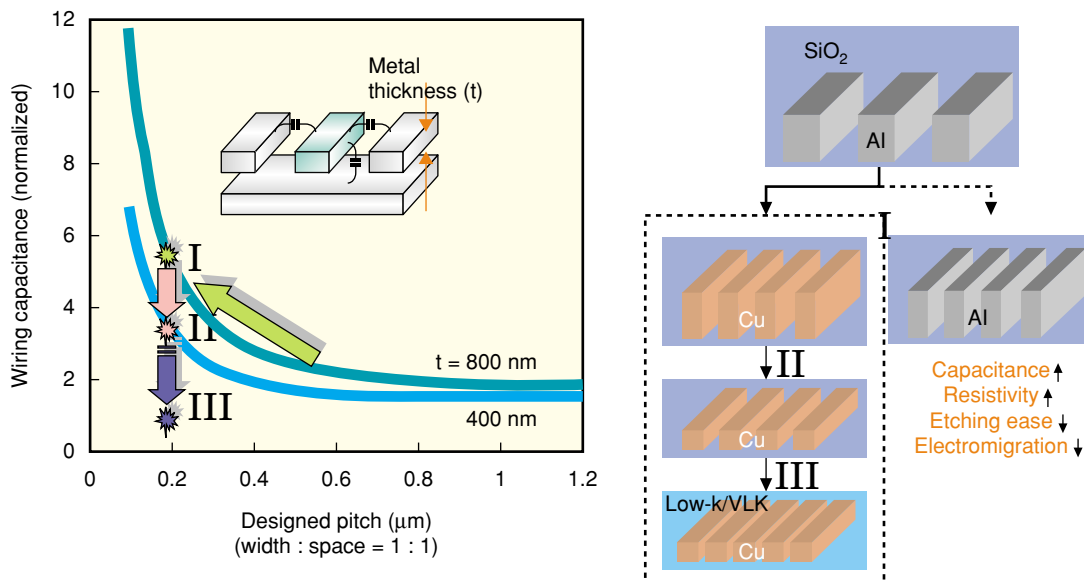 Wiring capacitance (normalized)
12
10
8
6
4
2
0
0
0.2
0.4
0.6
0.8
1.0
1.2
Designed pitch (μm)
(width : space = 1 : 1)
Metal
thickness (t)
I
II
III
t = 800 nm
400 nm
SiO2
Al
I
Cu
Al
II
Cu
III
Low-k/VLK
Cu
Capacitance ↑
Resistivity ↑
Etching ease ↓
Electromigration ↓